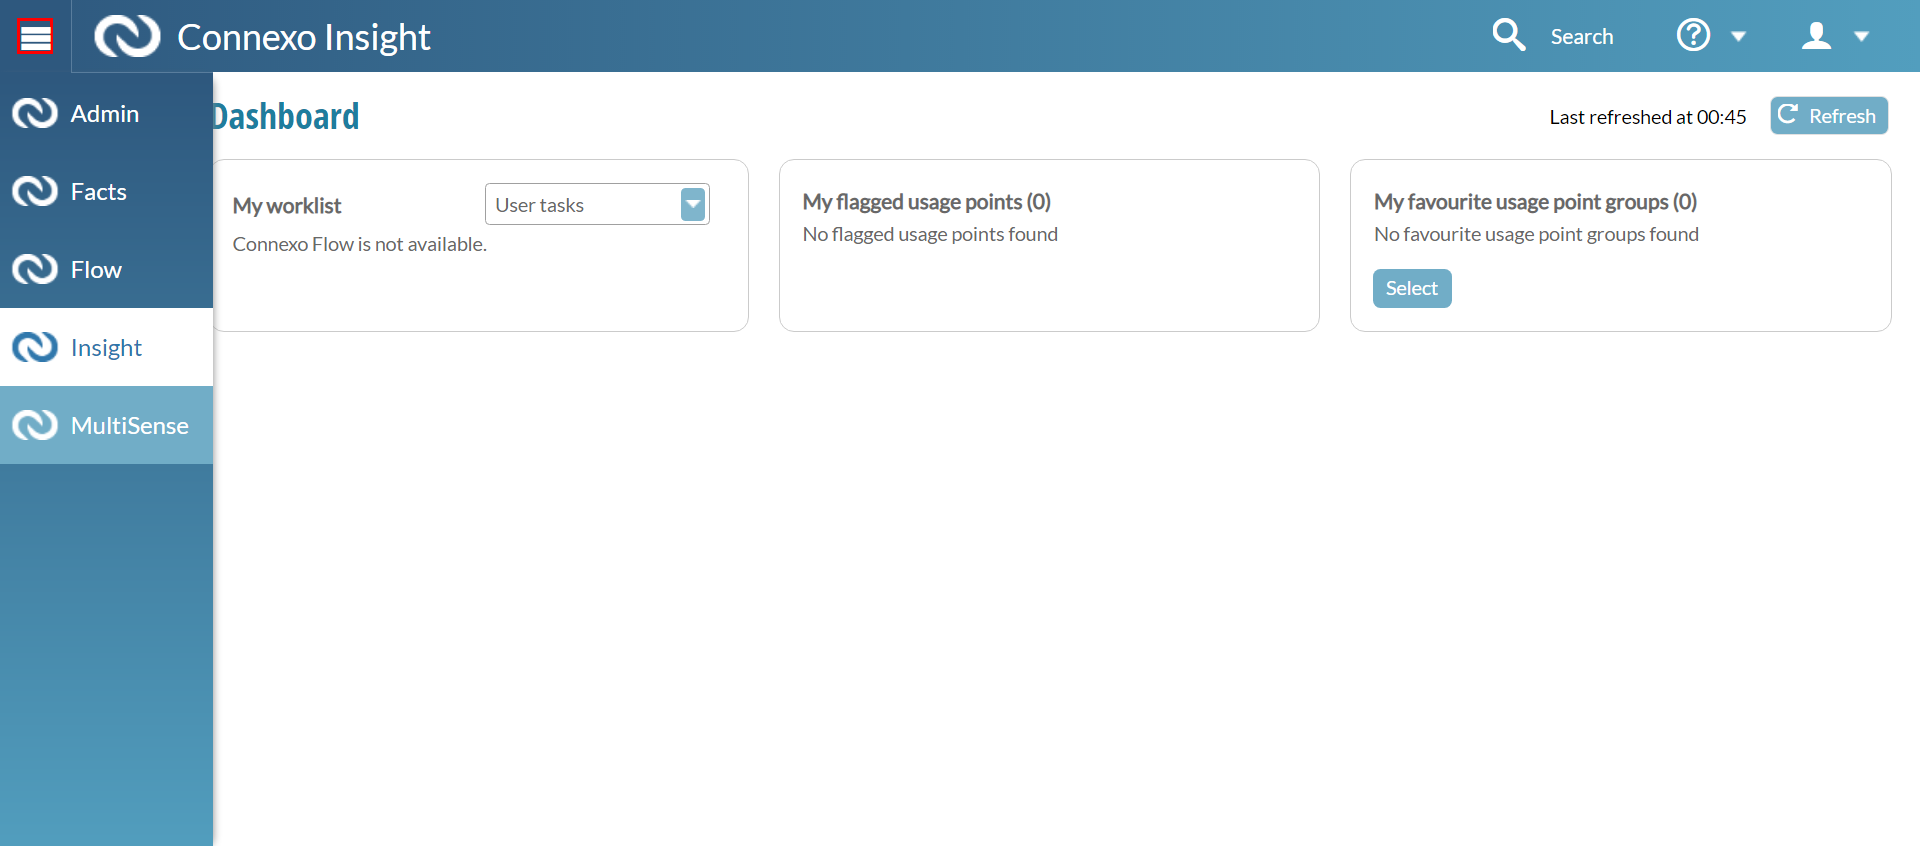 Connexo Insight
Search
Admin
Facts
Flow
Insight
MultiSense
Dashboard
Last refreshed at 00:45
Refresh
My worklist
User tasks
Connexo Flow is not available.
My flagged usage points (0)
No flagged usage points found
My favourite usage point groups (0)
No favourite usage point groups found
Select